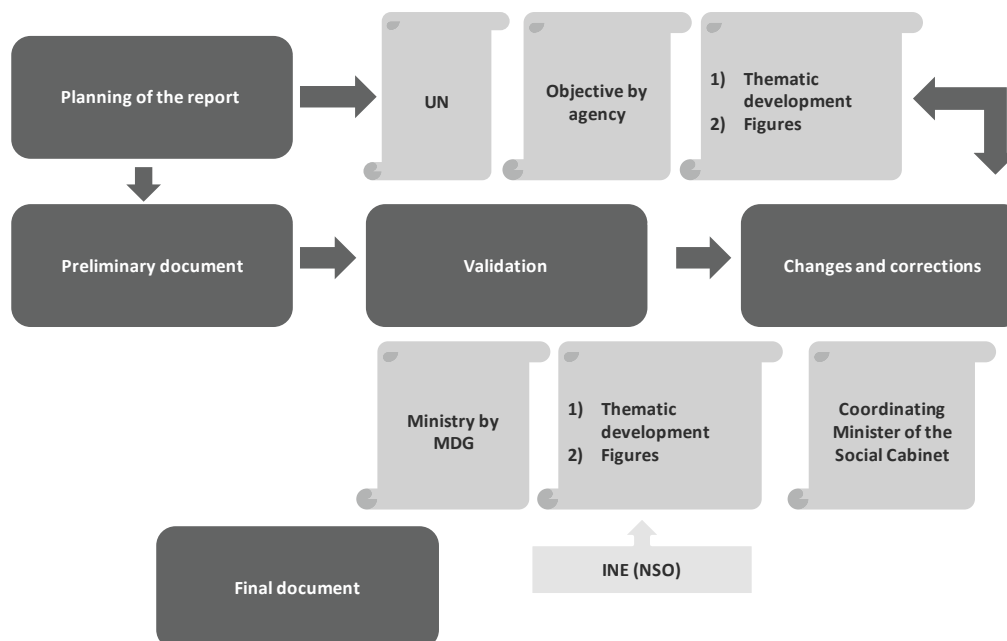 Planning of the report
UN
Objective by
agency
1) Thematic
development
2) Figures
Preliminary document
Validation
Changes and corrections
Ministry by
MDG
1) Thematic
development
2) Figures
Coordinating
Minister of the
Social Cabinet
INE (NSO)
Final document